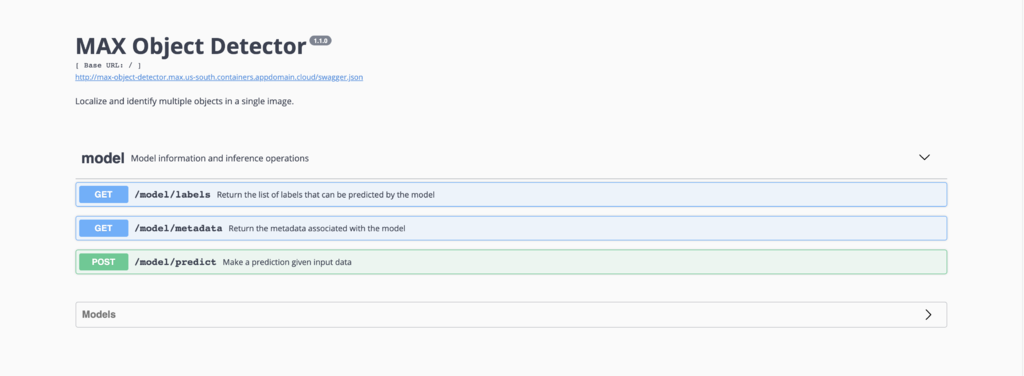 MAX Object Detector 1.1.0
[ Base URL: / ]
http://max-object-detector.max.us-south.containers.appdomain.cloud/swagger.json
Localize and identify multiple objects in a single image.
model Model information and inference operations
GET /model/labels Return the list of labels that can be predicted by the model
GET /model/metadata Return the metadata associated with the model
POST /model/predict Make a prediction given input data
Models